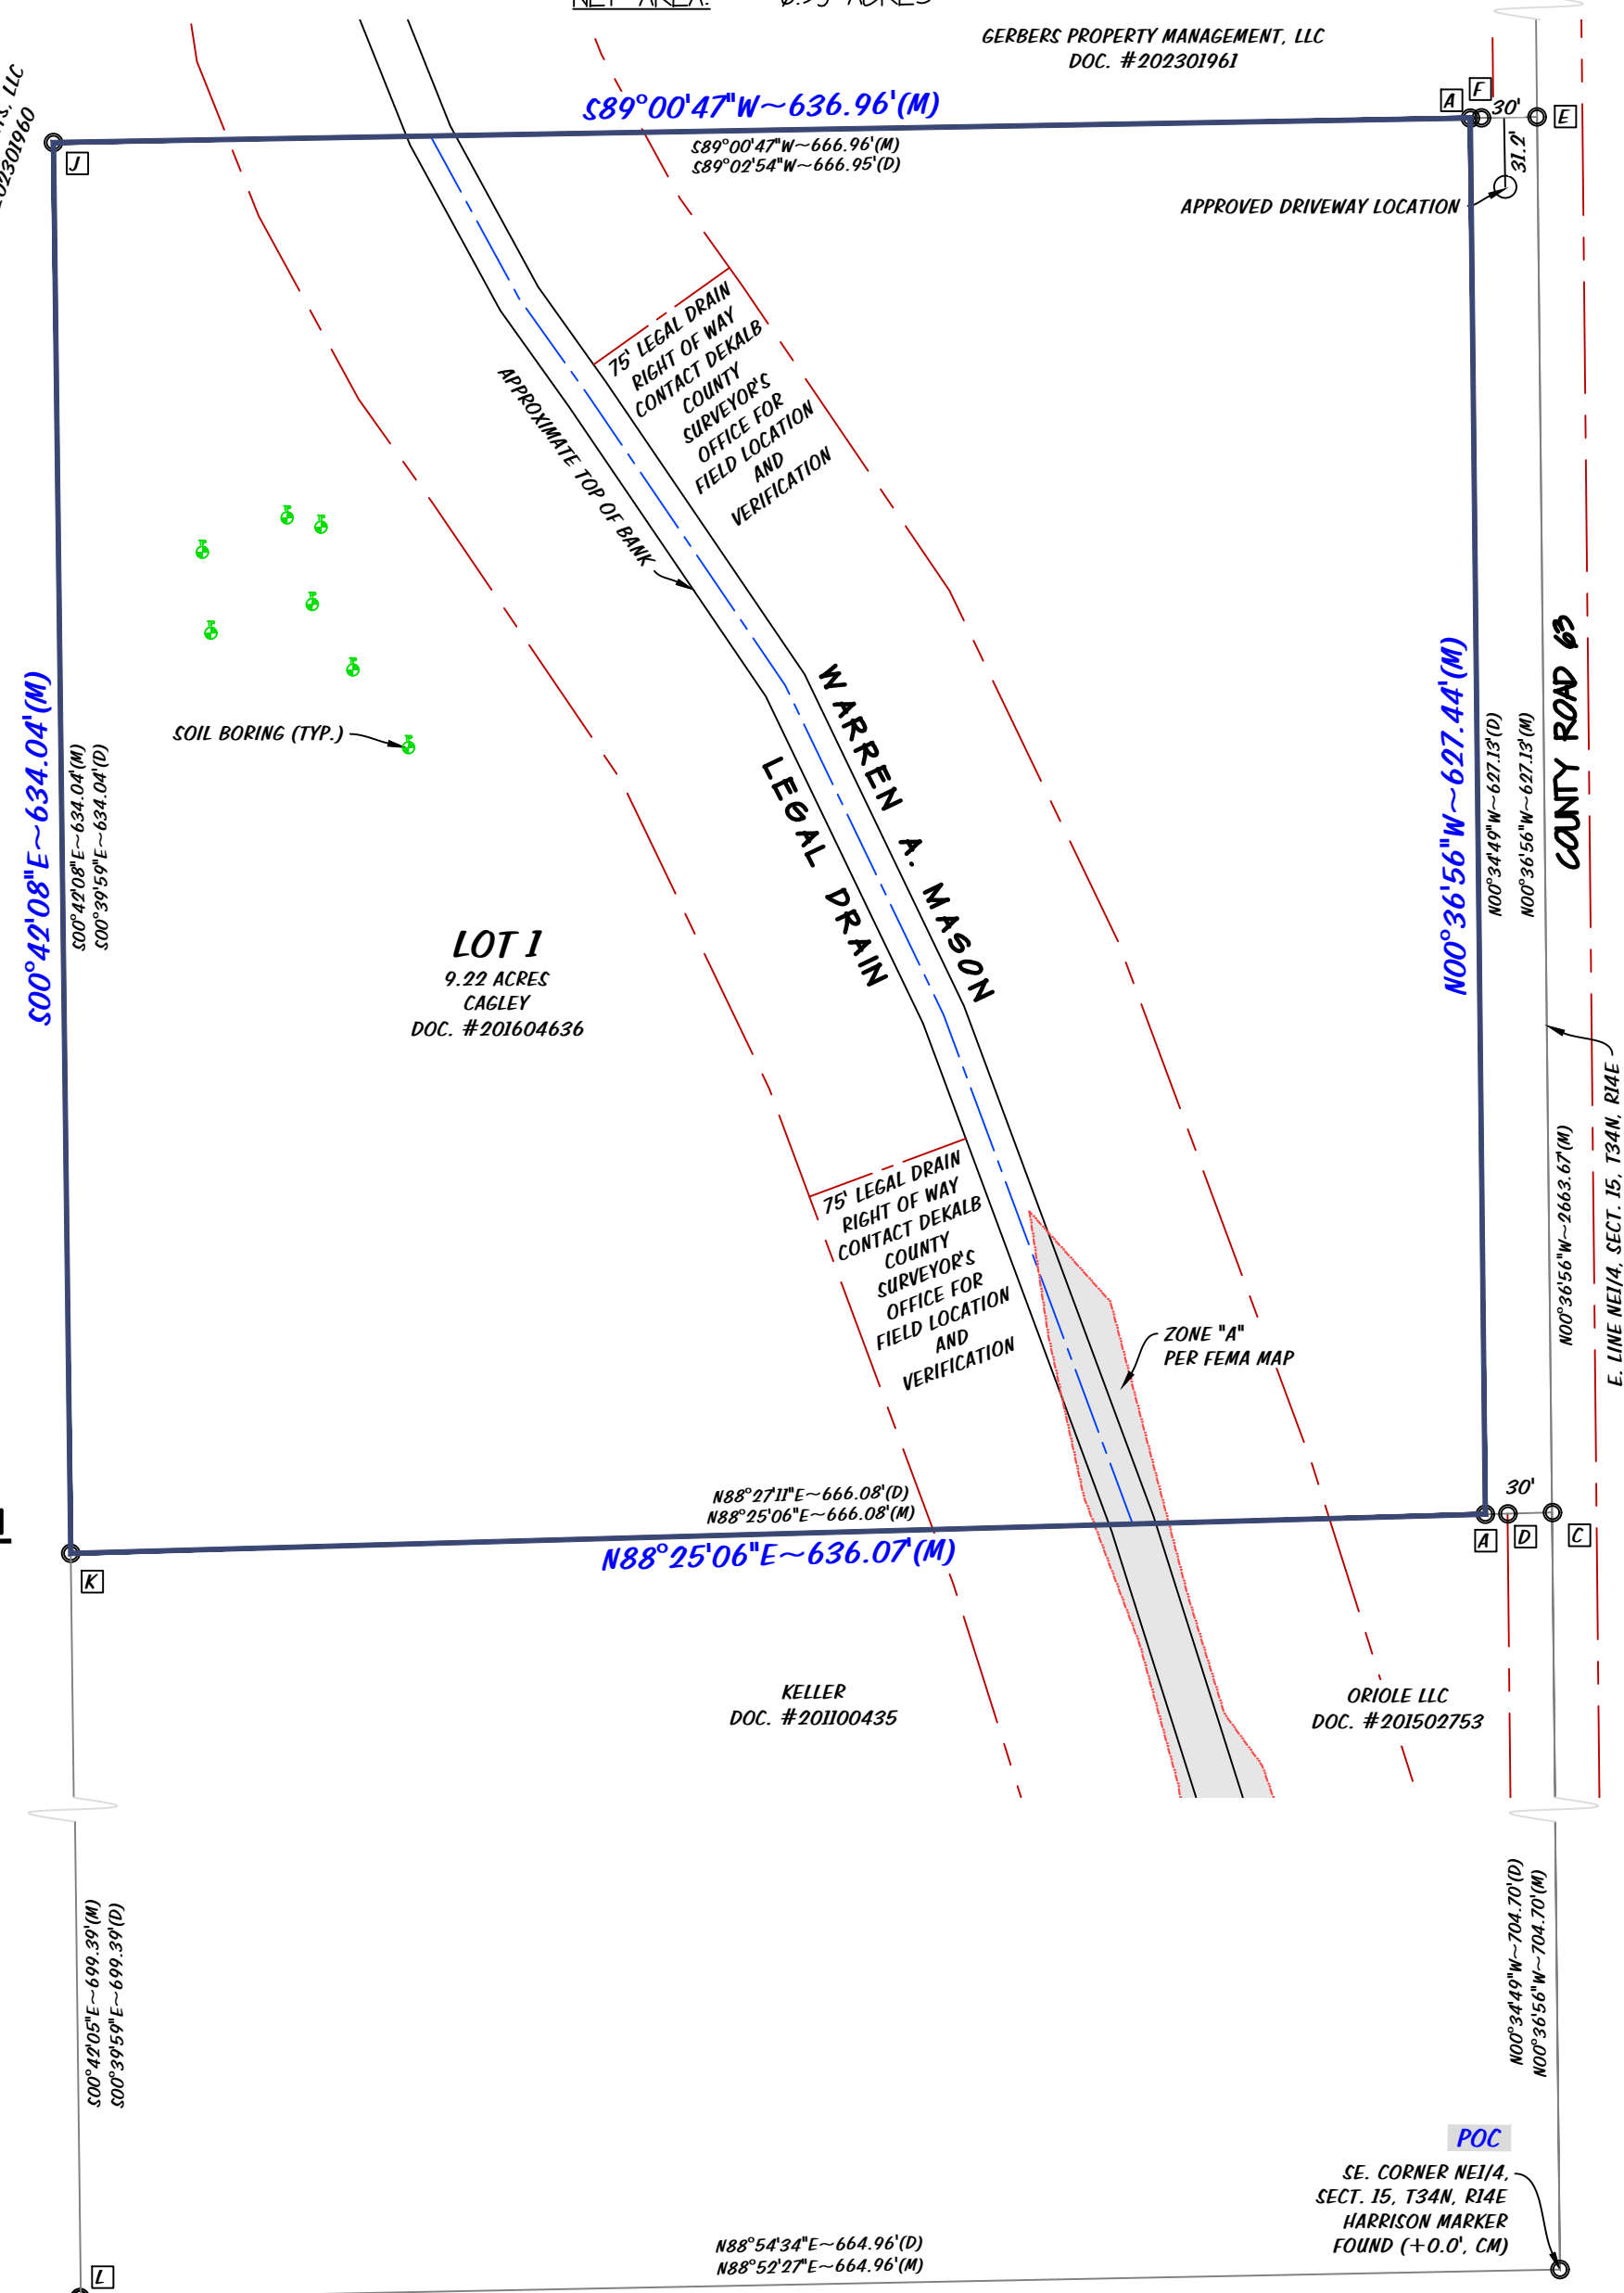 NET AREA:
GERBERS PROPERTY MANAGEMENT, LLC
DOC. #202301961
LLC
202301960
S89°00'47"W~636.96'(M)
S89°00'47"W~666.96'(M)
S89°02'54"W~666.95'(D)
J
A
F
30'
E
31.2'
APPROVED DRIVEWAY LOCATION
75' LEGAL DRAIN
RIGHT OF WAY
CONTACT DEKALB
COUNTY
SURVEYOR'S
OFFICE FOR
FIELD LOCATION
AND
VERIFICATION
APPROXIMATE TOP OF BANK
SOIL BORING (TYP.)
S00°42'08"E~634.04'(M)
S00°42'08"E~634.04'(M)
S00°39'59"E~634.04'(D)
WARREN A. MASON
LEGAL DRAIN
N00°36'56"W~627.44'(M)
N00°34'49"W~627.13'(D)
N00°36'56"W~627.13'(M)
COUNTY ROAD 63
LOT 1
9.22 ACRES
CAGLEY
DOC. #201604636
N00°36'56"W~2663.67'(M)
E. LINE NE1/4, SECT. 15, T34N, R14E
75' LEGAL DRAIN
RIGHT OF WAY
CONTACT DEKALB
COUNTY
SURVEYOR'S
OFFICE FOR
FIELD LOCATION
AND
VERIFICATION
ZONE "A"
PER FEMA MAP
N88°27'11"E~666.08'(D)
N88°25'06"E~666.08'(M)
N88°25'06"E~636.07'(M)
30'
K
A
D
C
KELLER
DOC. #201100435
ORIOLE LLC
DOC. #201502753
S00°42'05"E~699.39'(M)
S00°39'59"E~699.39'(D)
N00°34'49"W~704.70'(D)
N00°36'56"W~704.70'(M)
POC
SE. CORNER NE1/4,
SECT. 15, T34N, R14E
HARRISON MARKER
FOUND (+0.0', CM)
L
N88°54'34"E~664.96'(D)
N88°52'27"E~664.96'(M)